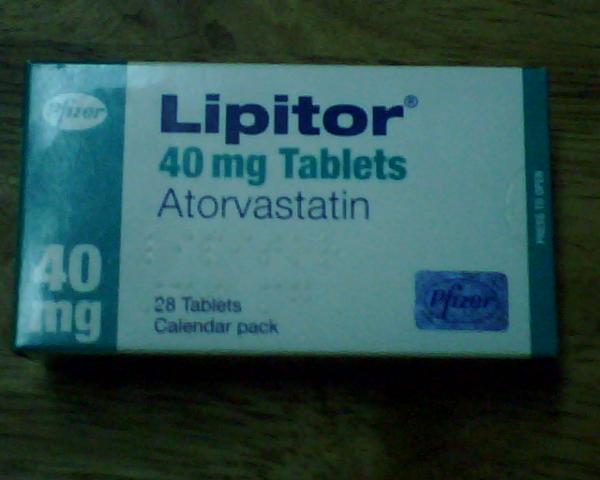 Pfizer
Lipitor®
40 mg Tablets
Atorvastatin
40
mg
28 Tablets
Calendar pack
Pfizer
PRESS TO OPEN